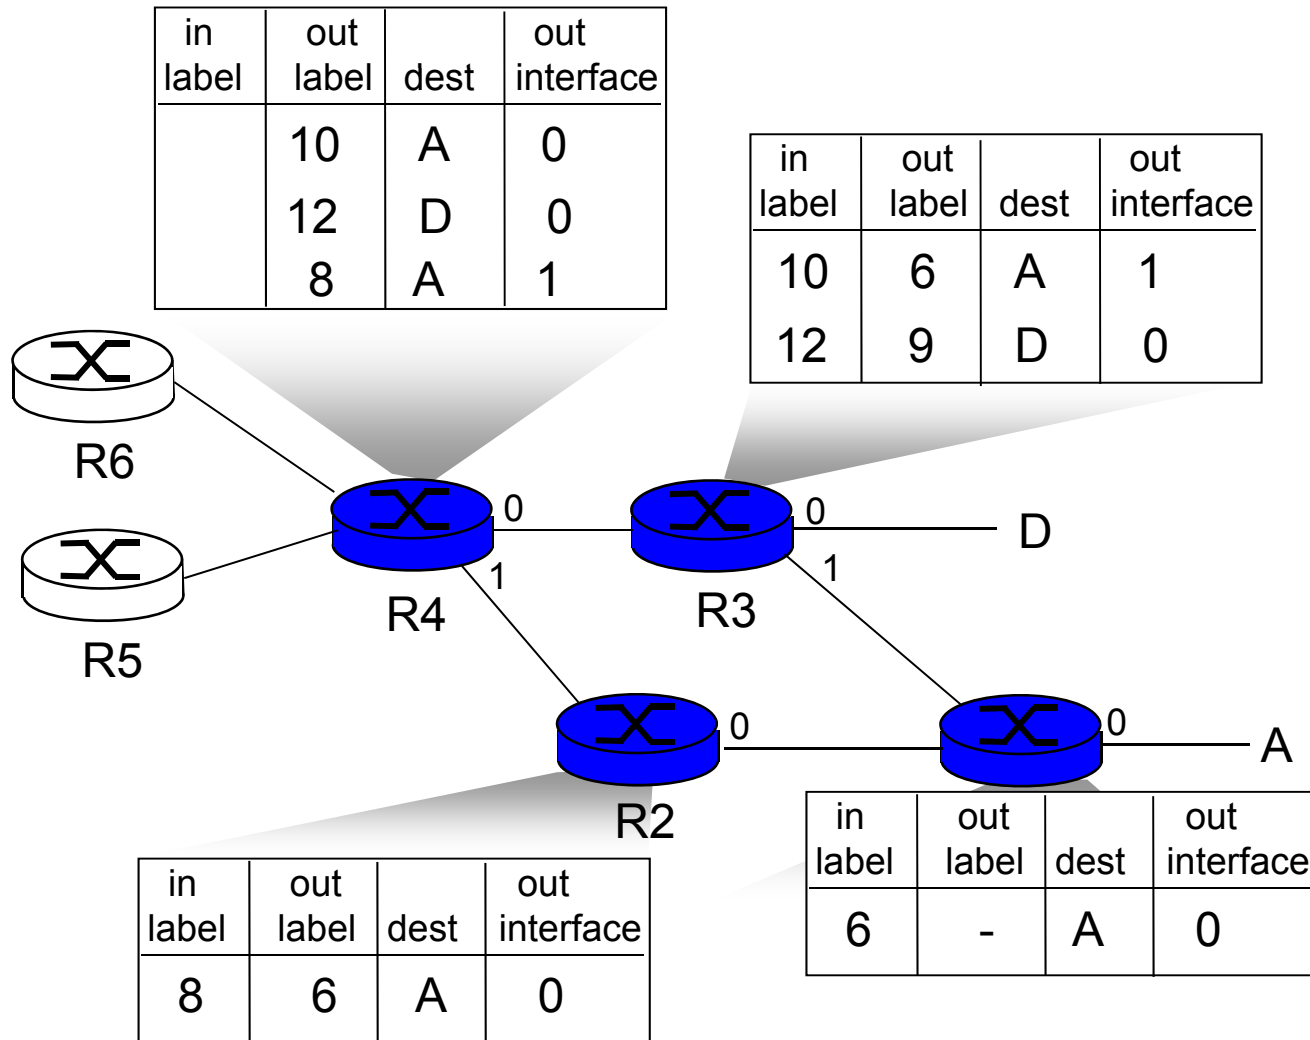 in out out
label label dest interface
10 A 0
12 D 0
8 A 1
in out out
label label dest interface
10 6 A 1
12 9 D 0
R6
R5
R4
0
1
R3
0
1
D
R2
0
0
A
in out out
label label dest interface
6 - A 0
in out out
label label dest interface
8 6 A 0